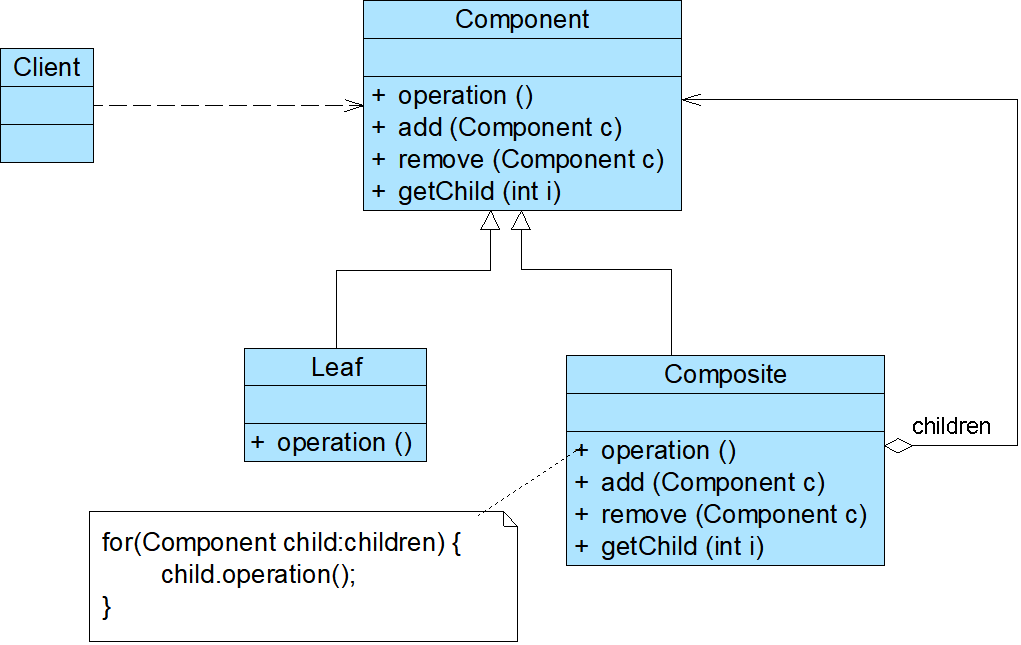 Component
+ operation ()
+ add (Component c)
+ remove (Component c)
+ getChild (int i)
Client
Leaf
+ operation ()
Composite
+ operation ()
+ add (Component c)
+ remove (Component c)
+ getChild (int i)
children
for(Component child:children) {
child.operation();
}